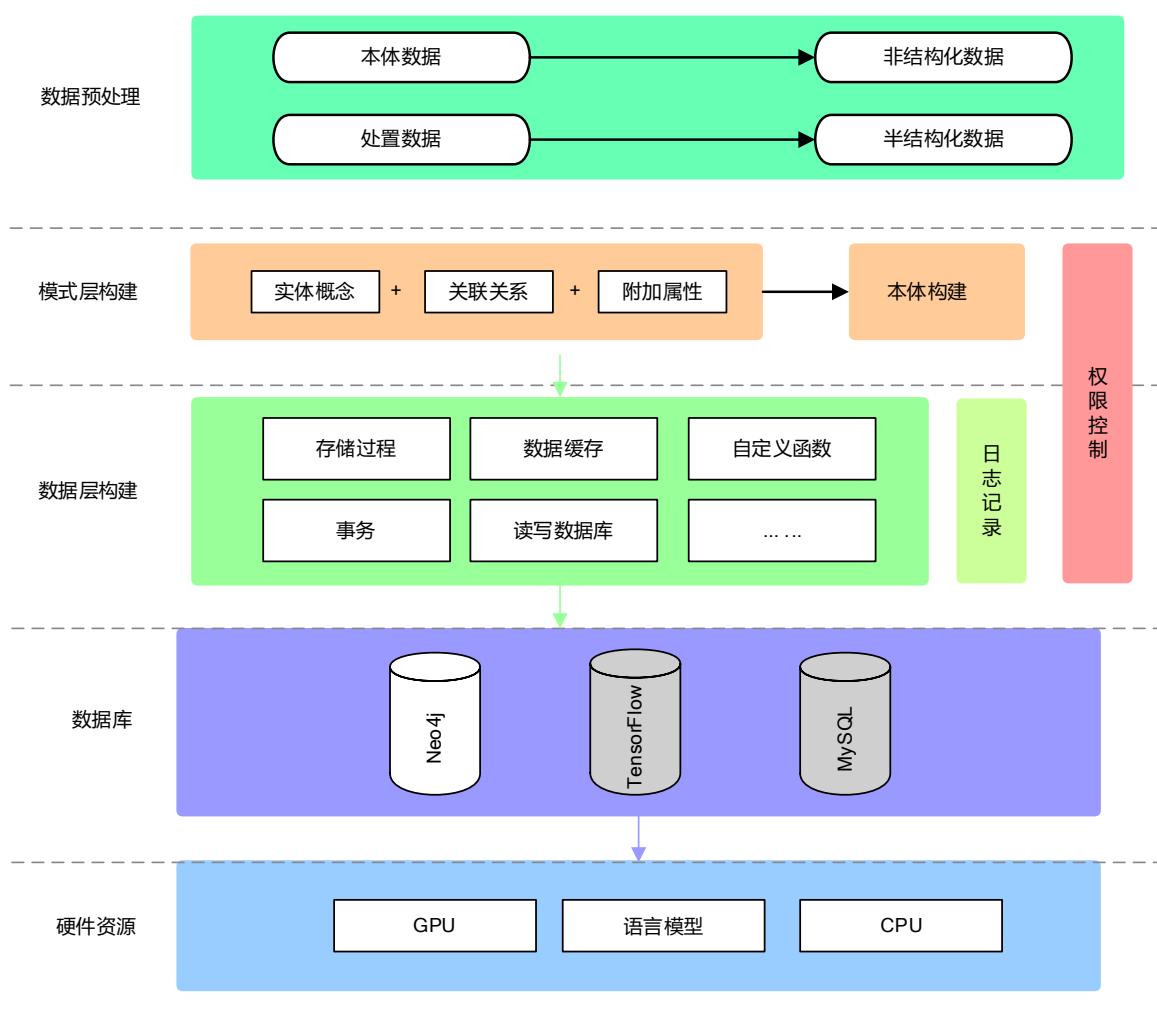 数据预处理
本体数据
非结构化数据
处置数据
半结构化数据
模式层构建
实体概念
+
关联关系
+
附加属性
本体构建
权限控制
数据层构建
存储过程
数据缓存
自定义函数
事务
读写数据库
... ...
日志记录
数据库
Neo4j
TensorFlow
MySQL
硬件资源
GPU
语言模型
CPU